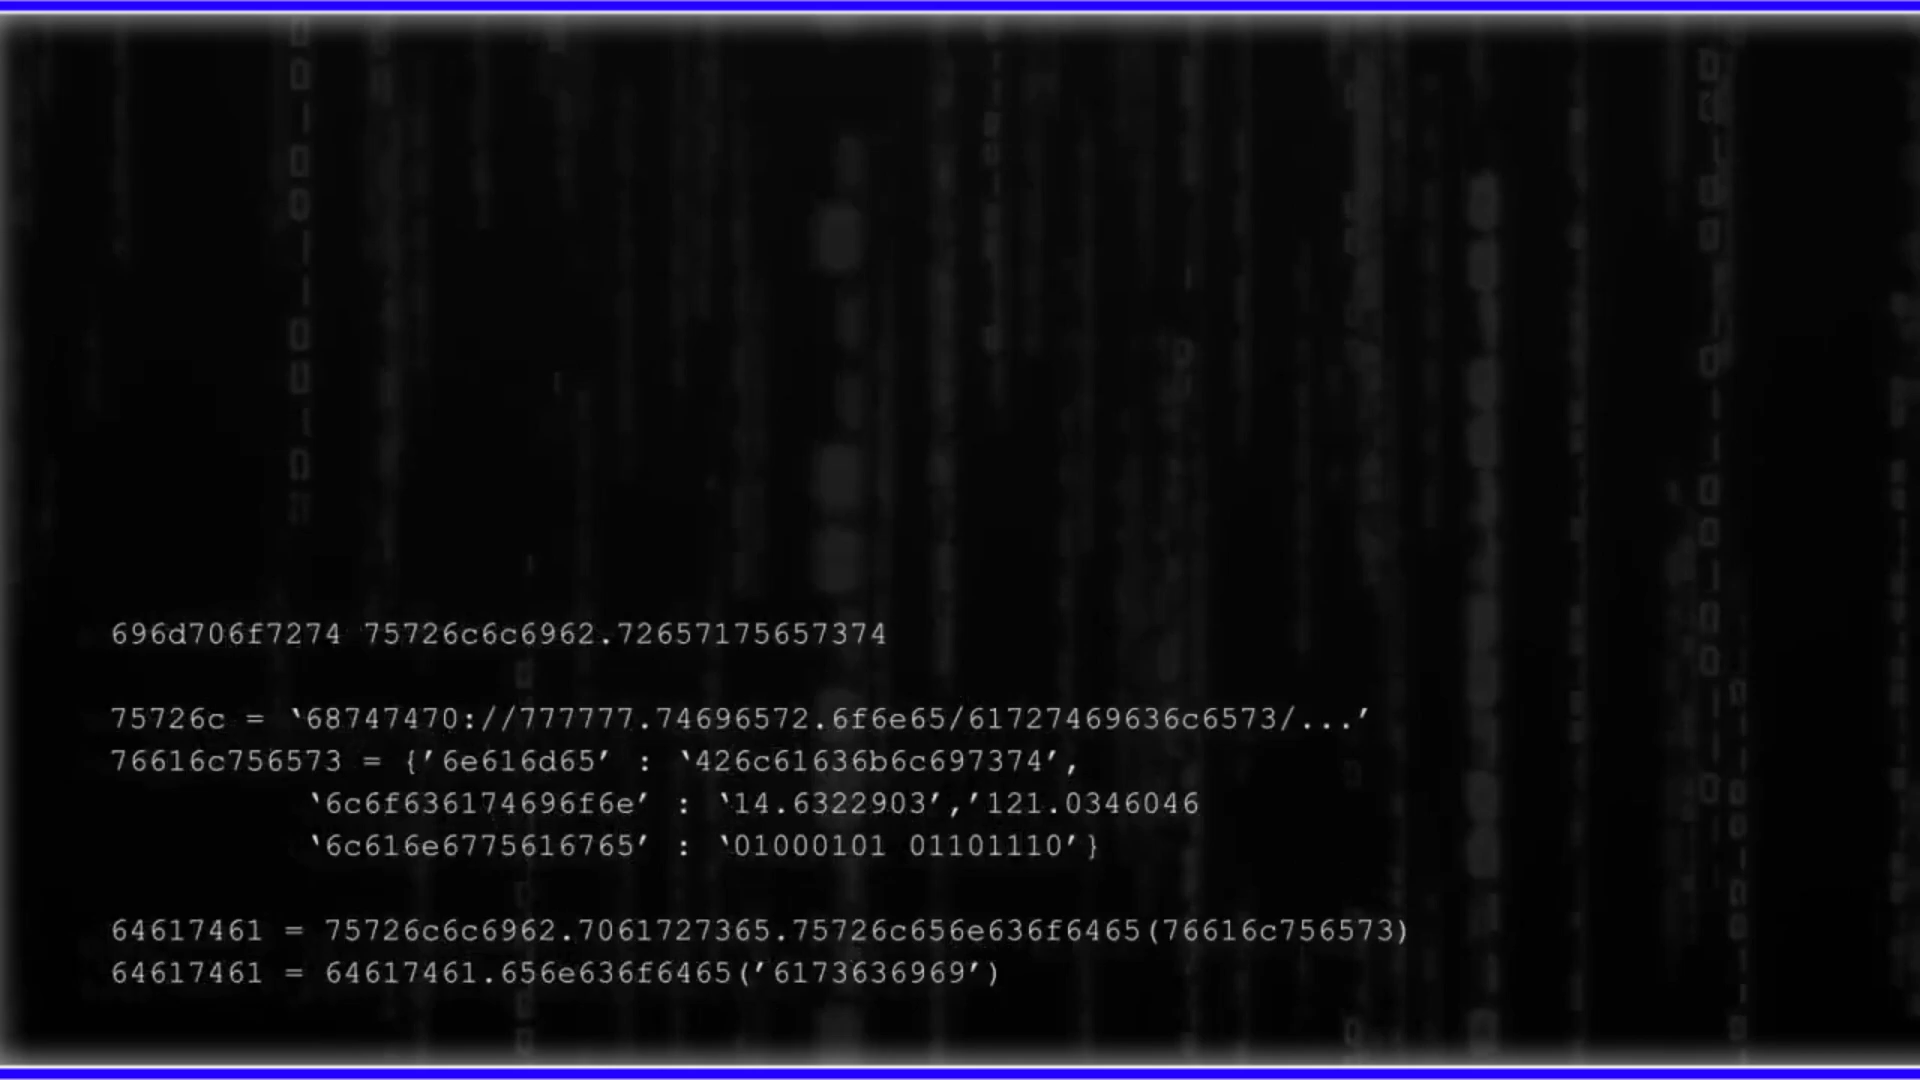 696d706f7274 75726c6c6962.72657175657374
75726c = ‘68747470://777777.74696572.6f6e65/61727469636c6573/...’
76616c756573 = {’6e616d65’ : ‘426c61636b6c697374’,
‘6c6f636174696f6e’ : ‘14.6322903’,’121.0346046
‘6c616e6775616765’ : ‘01000101 01101110’}
64617461 = 75726c6c6962.7061727365.75726c656e636f6465(76616c756573)
64617461 = 64617461.656e636f6465(’6173636969’)